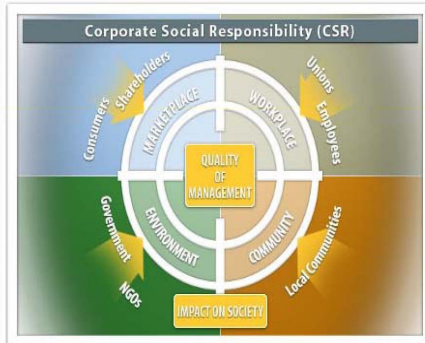 Corporate Social Responsibility (CSR)
Consumers
Shareholders
MARKETPLACE
WORKPLACE
Unions
Employees
QUALITY
OF
MANAGEMENT
Government
NGOs
ENVIRONMENT
COMMUNITY
Local Communities
IMPACT ON SOCIETY